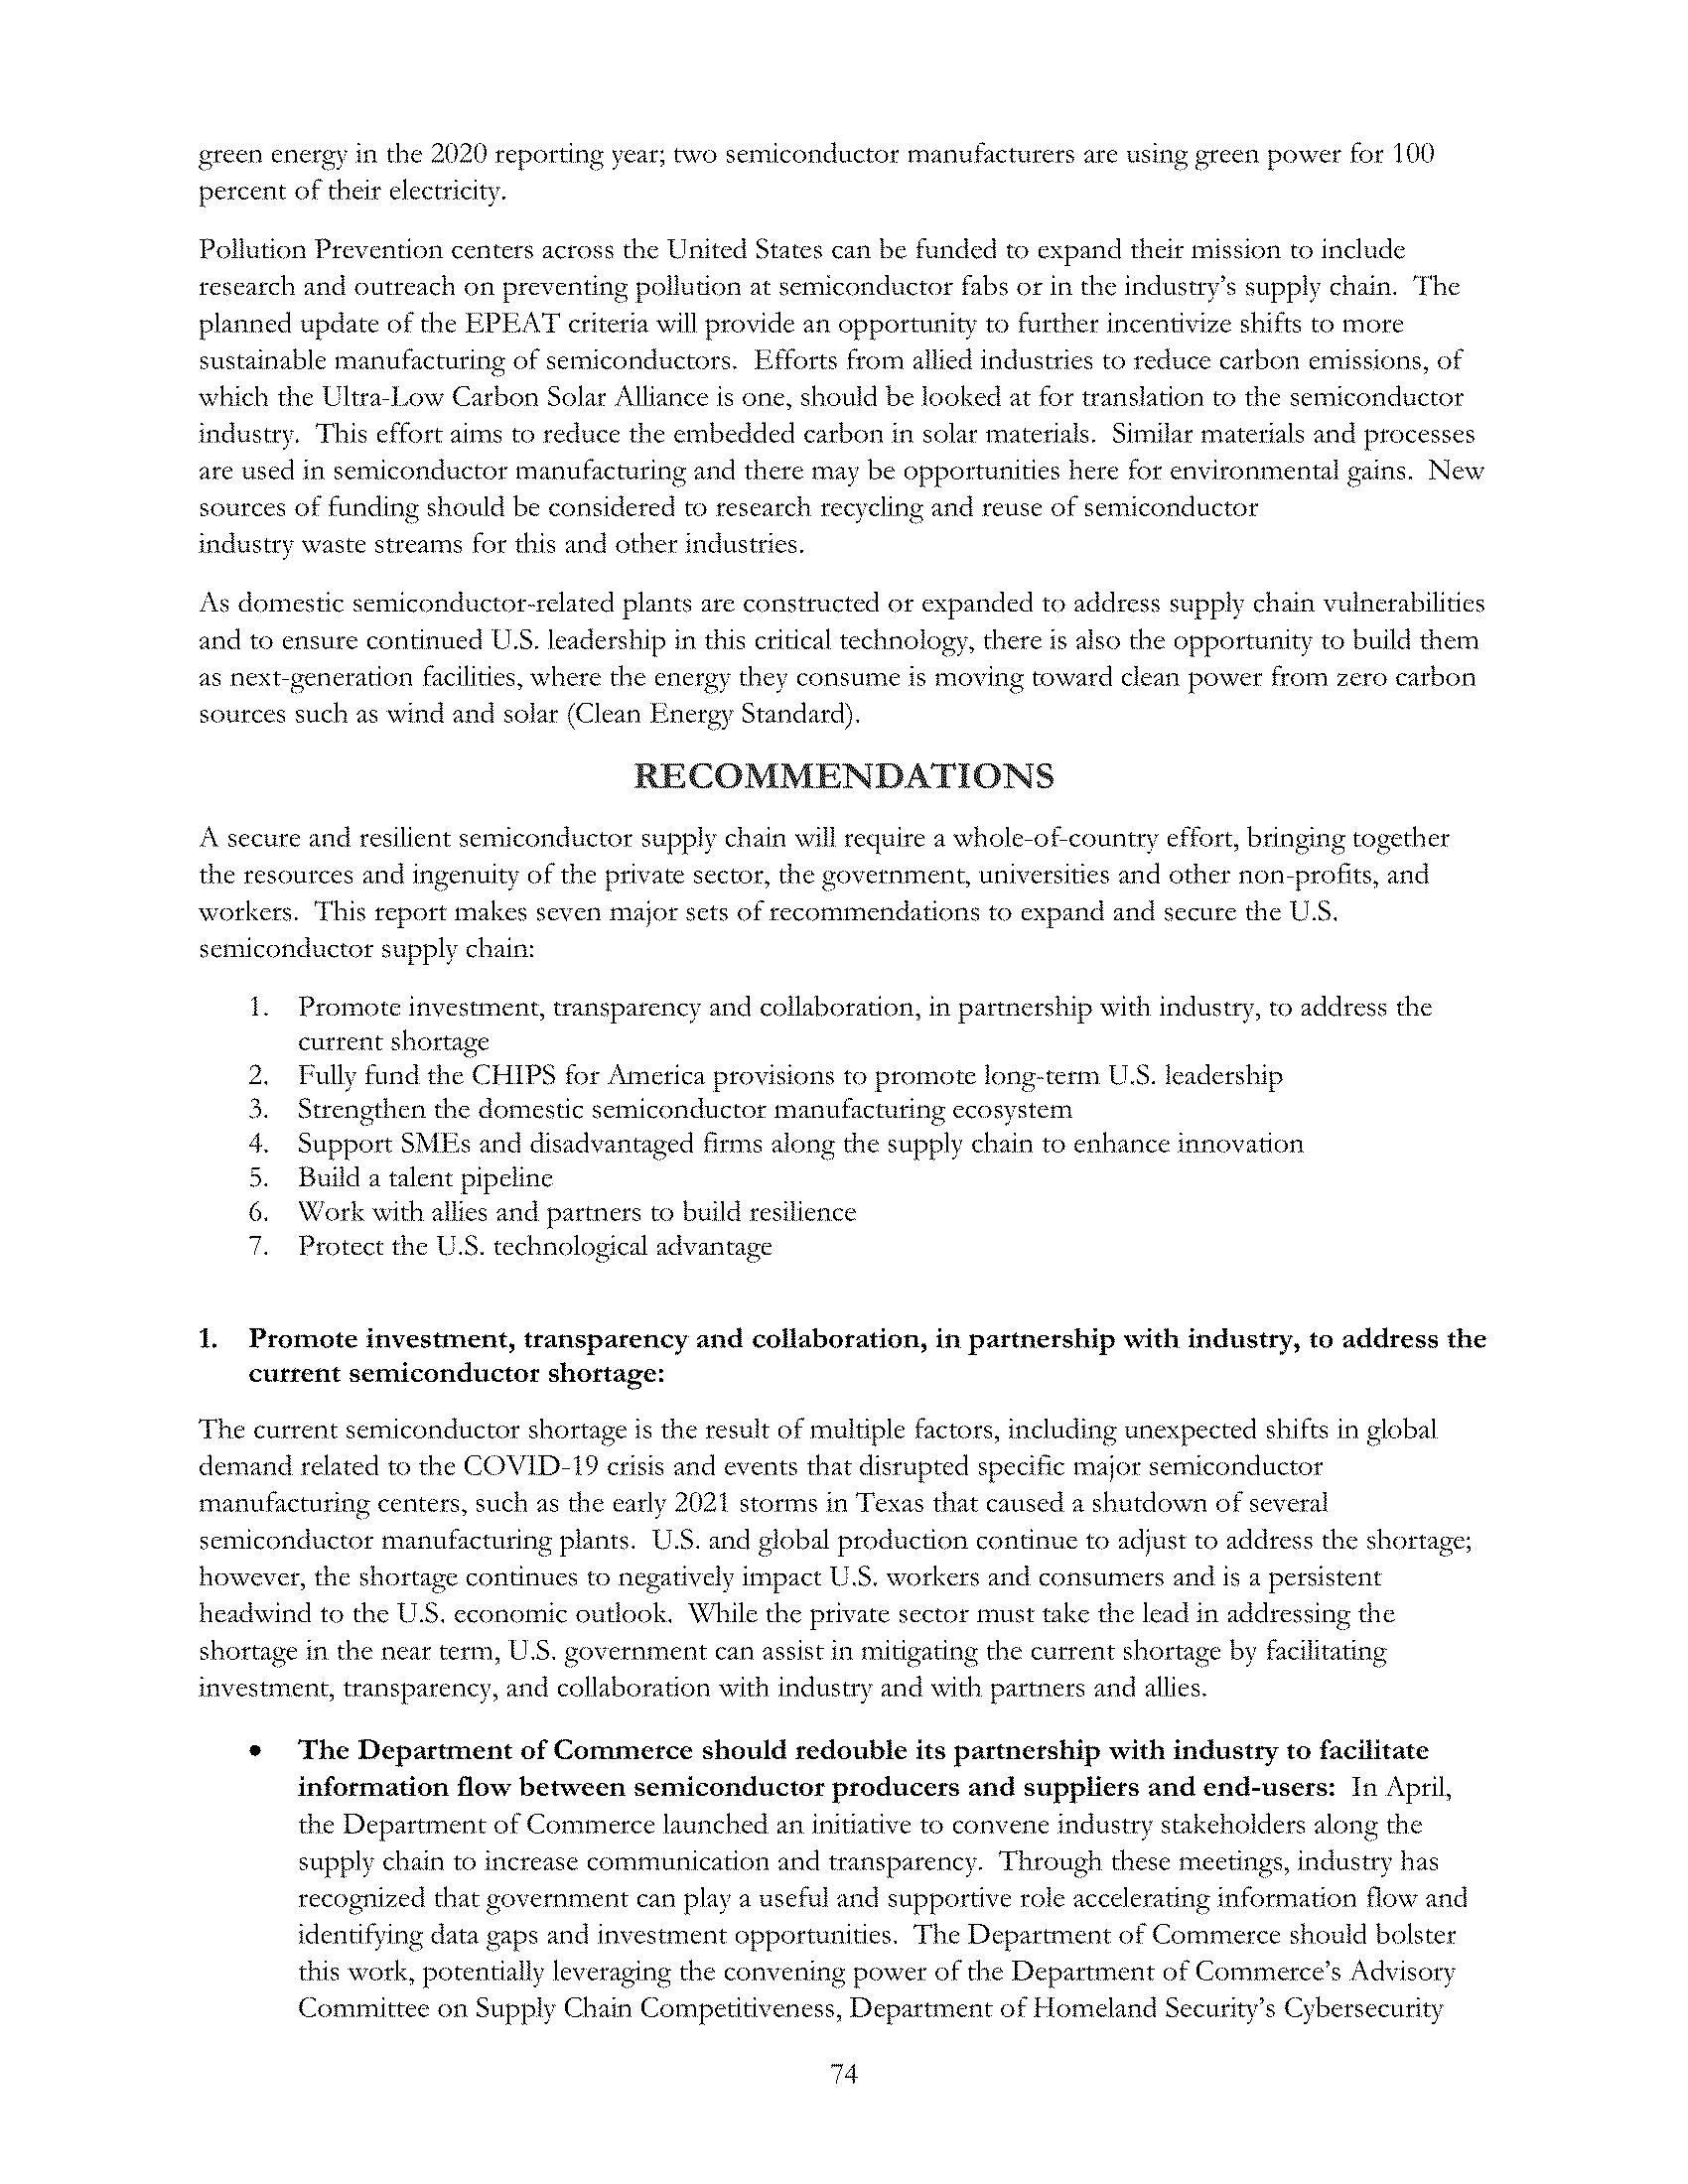 green energy in the 2020 reporting year; two semiconductor manufacturers are using green power for 100
percent of their electricity.
Pollution Prevention centers across the United States can be funded to expand their mission to include
research and outreach on preventing pollution at semiconductor fabs or in the industry's supply chain.  The
planned update of the EPEAT criteria will provide an opportunity to further incentivize shifts to more
sustainable manufacturing of semiconductors.  Efforts from allied industries to reduce carbon emissions, of
which the Ultra-Low Carbon Solar Alliance is one, should be looked at for translation to the semiconductor
industry.  This effort aims to reduce the embedded carbon in solar materials.  Similar materials and processes
are used in semiconductor manufacturing and there may be opportunities here for environmental gains.  New
sources of funding should be considered to research recycling and reuse of semiconductor
industry waste streams for this and other industries.
As domestic semiconductor-related plants are constructed or expanded to address supply chain vulnerabilities
and to ensure continued U.S. leadership in this critical technology, there is also the opportunity to build them
as next-generation facilities, where the energy they consume is moving toward clean power from zero carbon
sources such as wind and solar (Clean Energy Standard).
RECOMMENDATIONS
A secure and resilient semiconductor supply chain will require a whole-of-country effort, bringing together
the resources and ingenuity of the private sector, the government, universities and other non-profits, and
workers.  This report makes seven major sets of recommendations to expand and secure the U.S.
semiconductor supply chain:
1. Promote investment, transparency and collaboration, in partnership with industry, to address the
current shortage
2. Fully fund the CHIPS for America provisions to promote long-term U.S. leadership
3. Strengthen the domestic semiconductor manufacturing ecosystem
4. Support SMEs and disadvantaged firms along the supply chain to enhance innovation
5. Build a talent pipeline
6. Work with allies and partners to build resilience
7. Protect the U.S. technological advantage
1. Promote investment, transparency and collaboration, in partnership with industry, to address the
current semiconductor shortage:
The current semiconductor shortage is the result of multiple factors, including unexpected shifts in global
demand related to the COVID-19 crisis and events that disrupted specific major semiconductor
manufacturing centers, such as the early 2021 storms in Texas that caused a shutdown of several
semiconductor manufacturing plants.  U.S. and global production continue to adjust to address the shortage;
however, the shortage continues to negatively impact U.S. workers and consumers and is a persistent
headwind to the U.S. economic outlook.  While the private sector must take the lead in addressing the
shortage in the near term, U.S. government can assist in mitigating the current shortage by facilitating
investment, transparency, and collaboration with industry and with partners and allies.
• The Department of Commerce should redouble its partnership with industry to facilitate
information flow between semiconductor producers and suppliers and end-users:  In April,
the Department of Commerce launched an initiative to convene industry stakeholders along the
supply chain to increase communication and transparency.  Through these meetings, industry has
recognized that government can play a useful and supportive role accelerating information flow and
identifying data gaps and investment opportunities.  The Department of Commerce should bolster
this work, potentially leveraging the convening power of the Department of Commerce's Advisory
Committee on Supply Chain Competitiveness, Department of Homeland Security's Cybersecurity
74